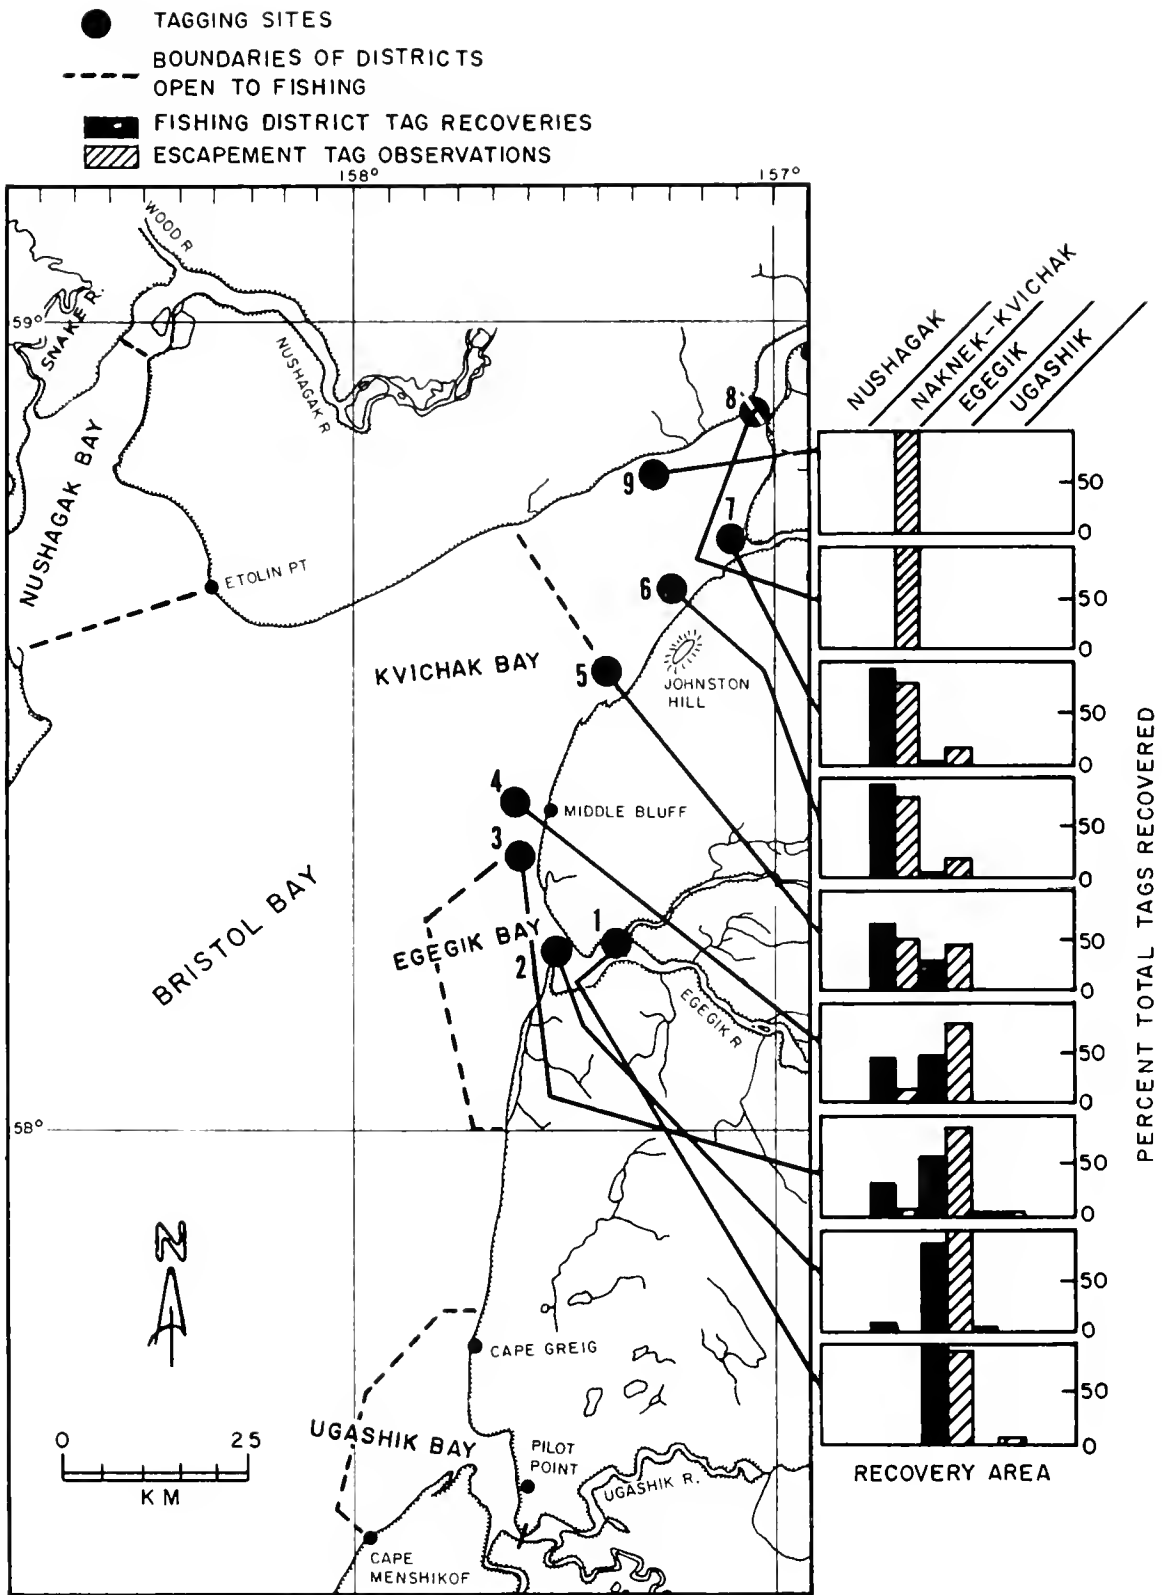 TAGGING SITES
BOUNDARIES OF DISTRICTS
OPEN TO FISHING
FISHING DISTRICT TAG RECOVERIES
ESCAPEMENT TAG OBSERVATIONS
158°
157°
WOOD R
SNAKE R.
59°
NUSHAGAK R
NUSHAGAK BAY
NUSHAGAK
NAKNEK-KVICHAK
EGEGIK
UGASHIK
8
9
7
ETOLIN PT
6
KVICHAK BAY
5
JOHNSTON
HILL
4
MIDDLE BLUFF
3
BRISTOL BAY
EGEGIK BAY
1
2
EGEGIK R
58°
N
CAPE GREIG
UGASHIK BAY
0 25
KM
PILOT
POINT
UGASHIK R.
CAPE
MENSHIKOF
50
0
50
0
50
0
50
0
50
0
50
0
50
0
50
0
50
0
PERCENT TOTAL TAGS RECOVERED
RECOVERY AREA